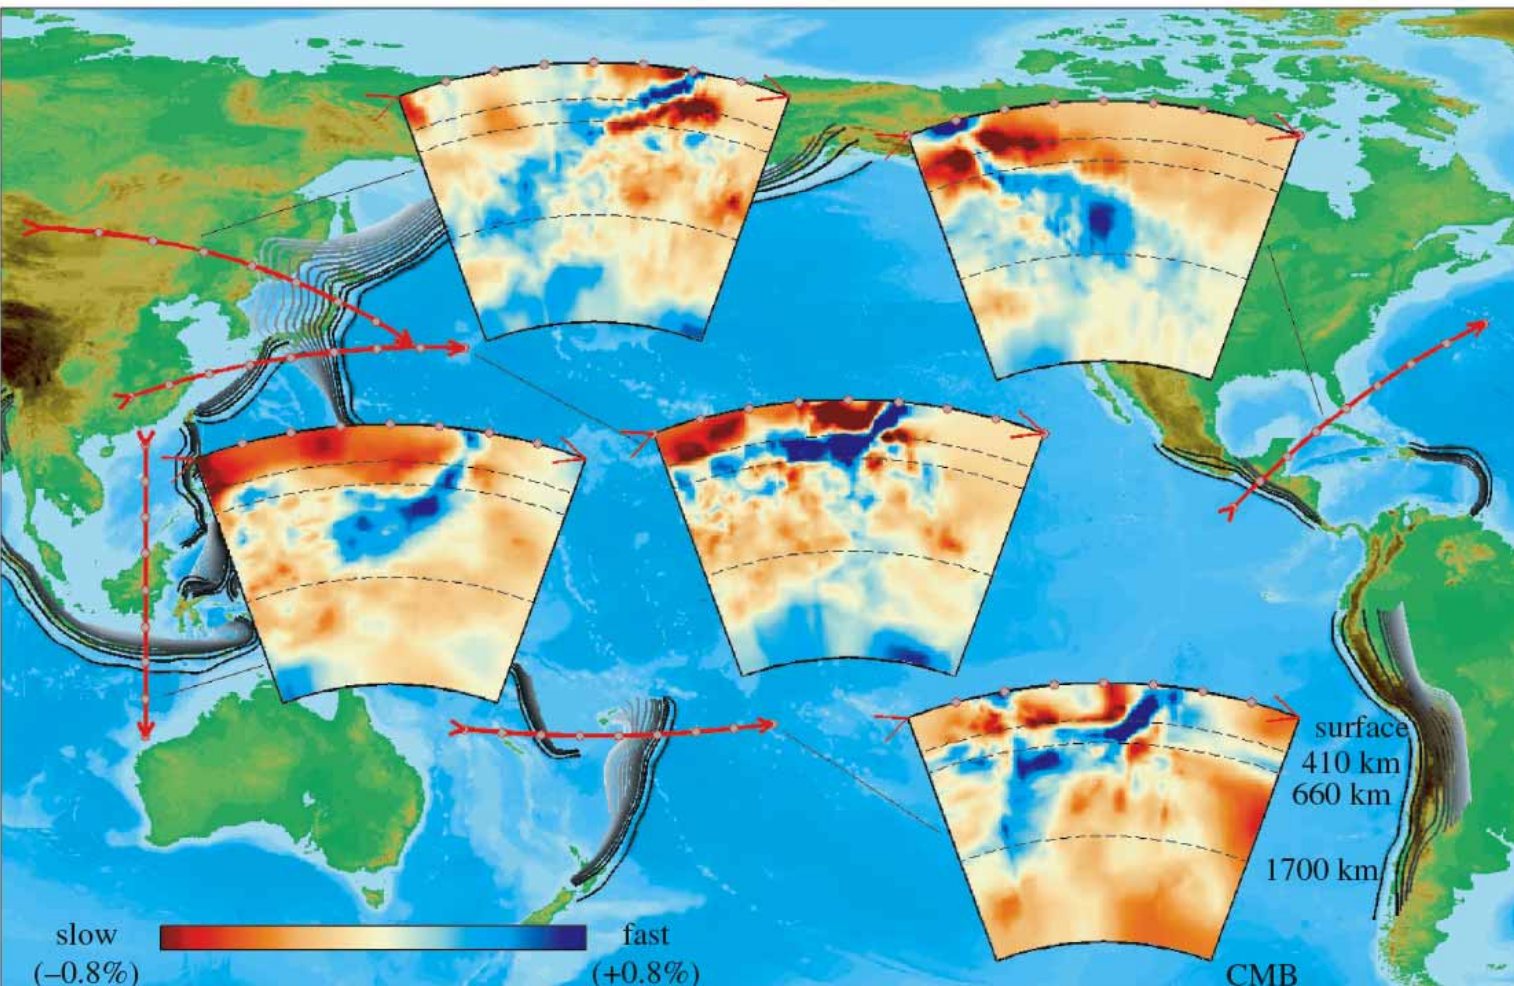 surface
410 km
660 km
1700 km
slow
fast
(–0.8%)
(+0.8%)
CMB